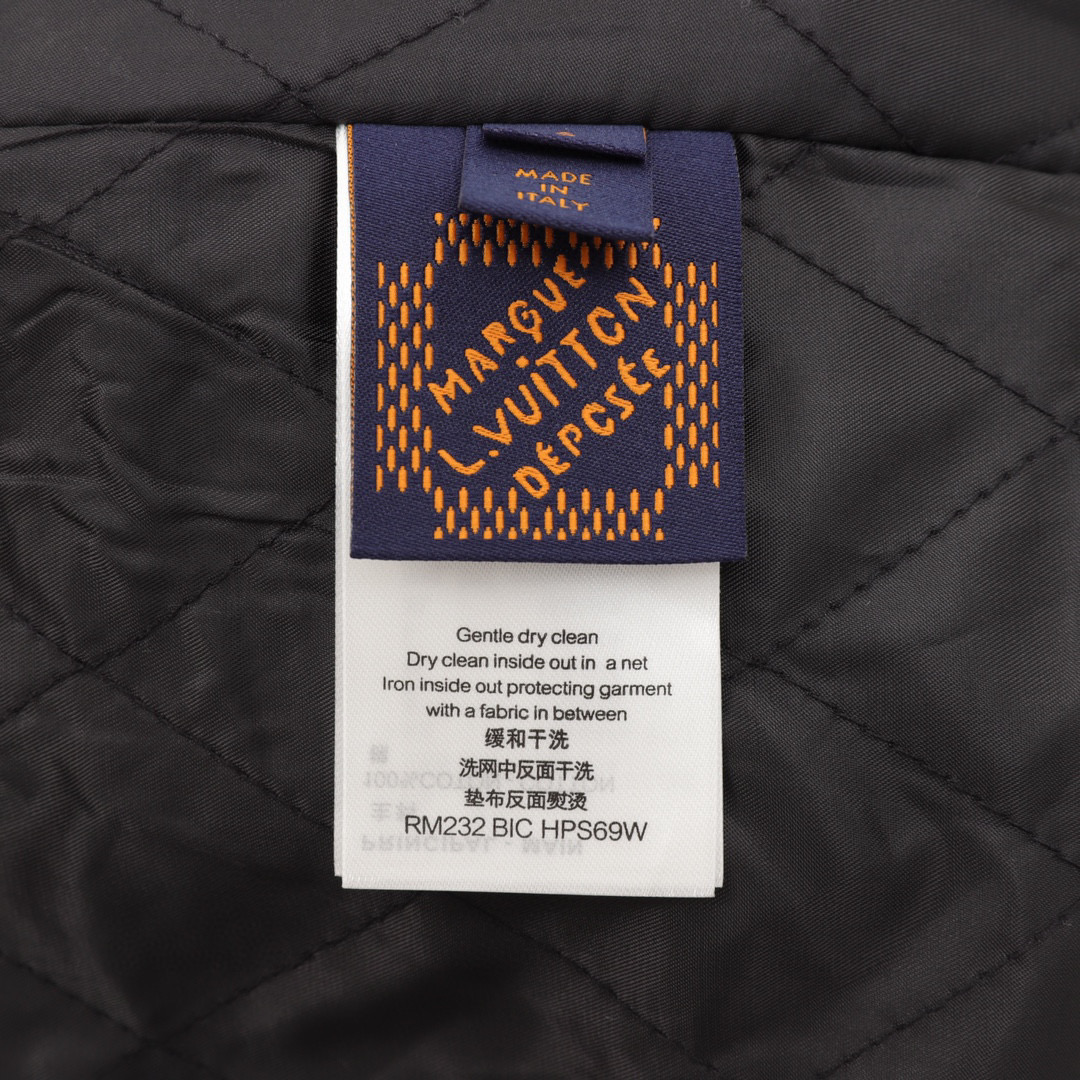 MADE
IN
ITALY
MARQUE
L.VUITTON
DÉPOSÉE
Gentle dry clean
Dry clean inside out in a net
Iron inside out protecting garment
with a fabric in between
缓和干洗
洗网中反面干洗
垫布反面熨烫
RM232 BIC HPS69W
PRINCIPAL - MAIN